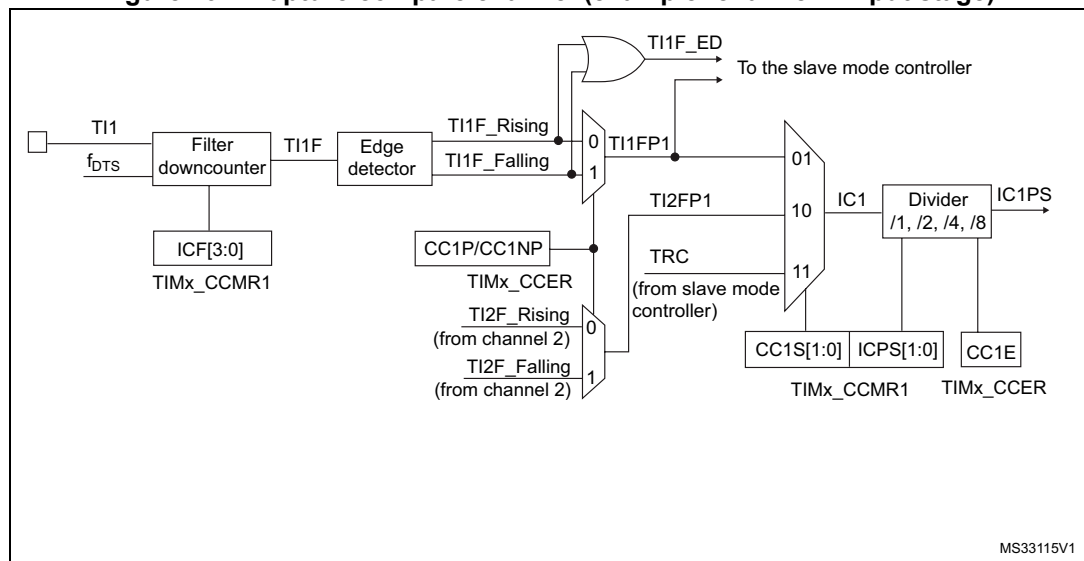 TI1F_ED
To the slave mode controller
TI1
f_DTS
Filter
downcounter
TI1F
Edge
detector
TI1F_Rising
TI1F_Falling
0
1
TI1FP1
01
TI2FP1
10
IC1
Divider
/1, /2, /4, /8
IC1PS
ICF[3:0]
TIMx_CCMR1
CC1P/CC1NP
TIMx_CCER
TRC
11
(from slave mode
controller)
TI2F_Rising
0
(from channel 2)
TI2F_Falling
1
(from channel 2)
CC1S[1:0]
ICPS[1:0]
CC1E
TIMx_CCMR1
TIMx_CCER
MS33115V1